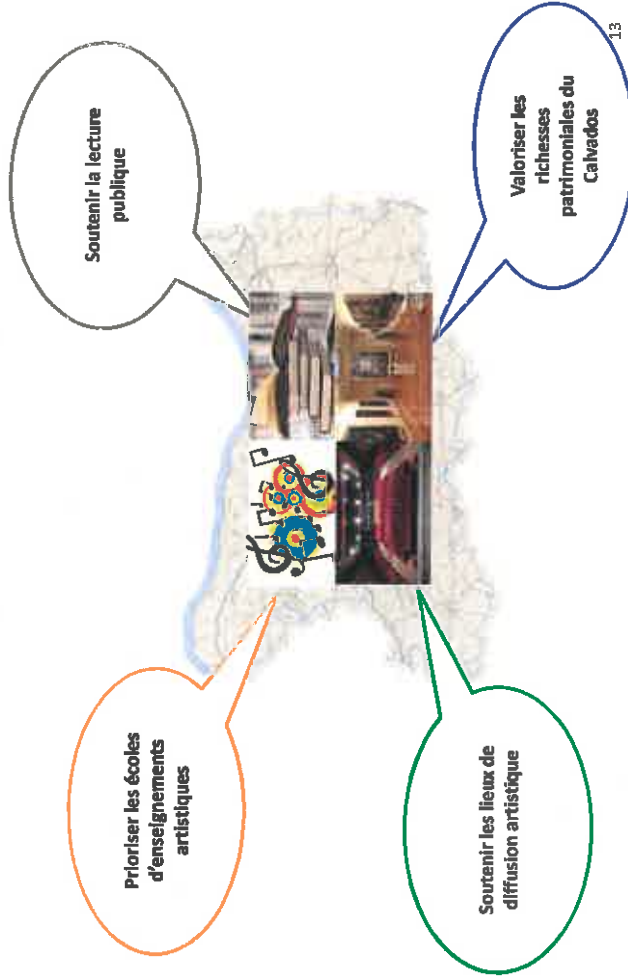 Prioriser les écoles
d'enseignements
artistiques
Soutenir la lecture
publique
Soutenir les lieux de
diffusion artistique
Valoriser les
richesses
patrimoniales du
Calvados
13